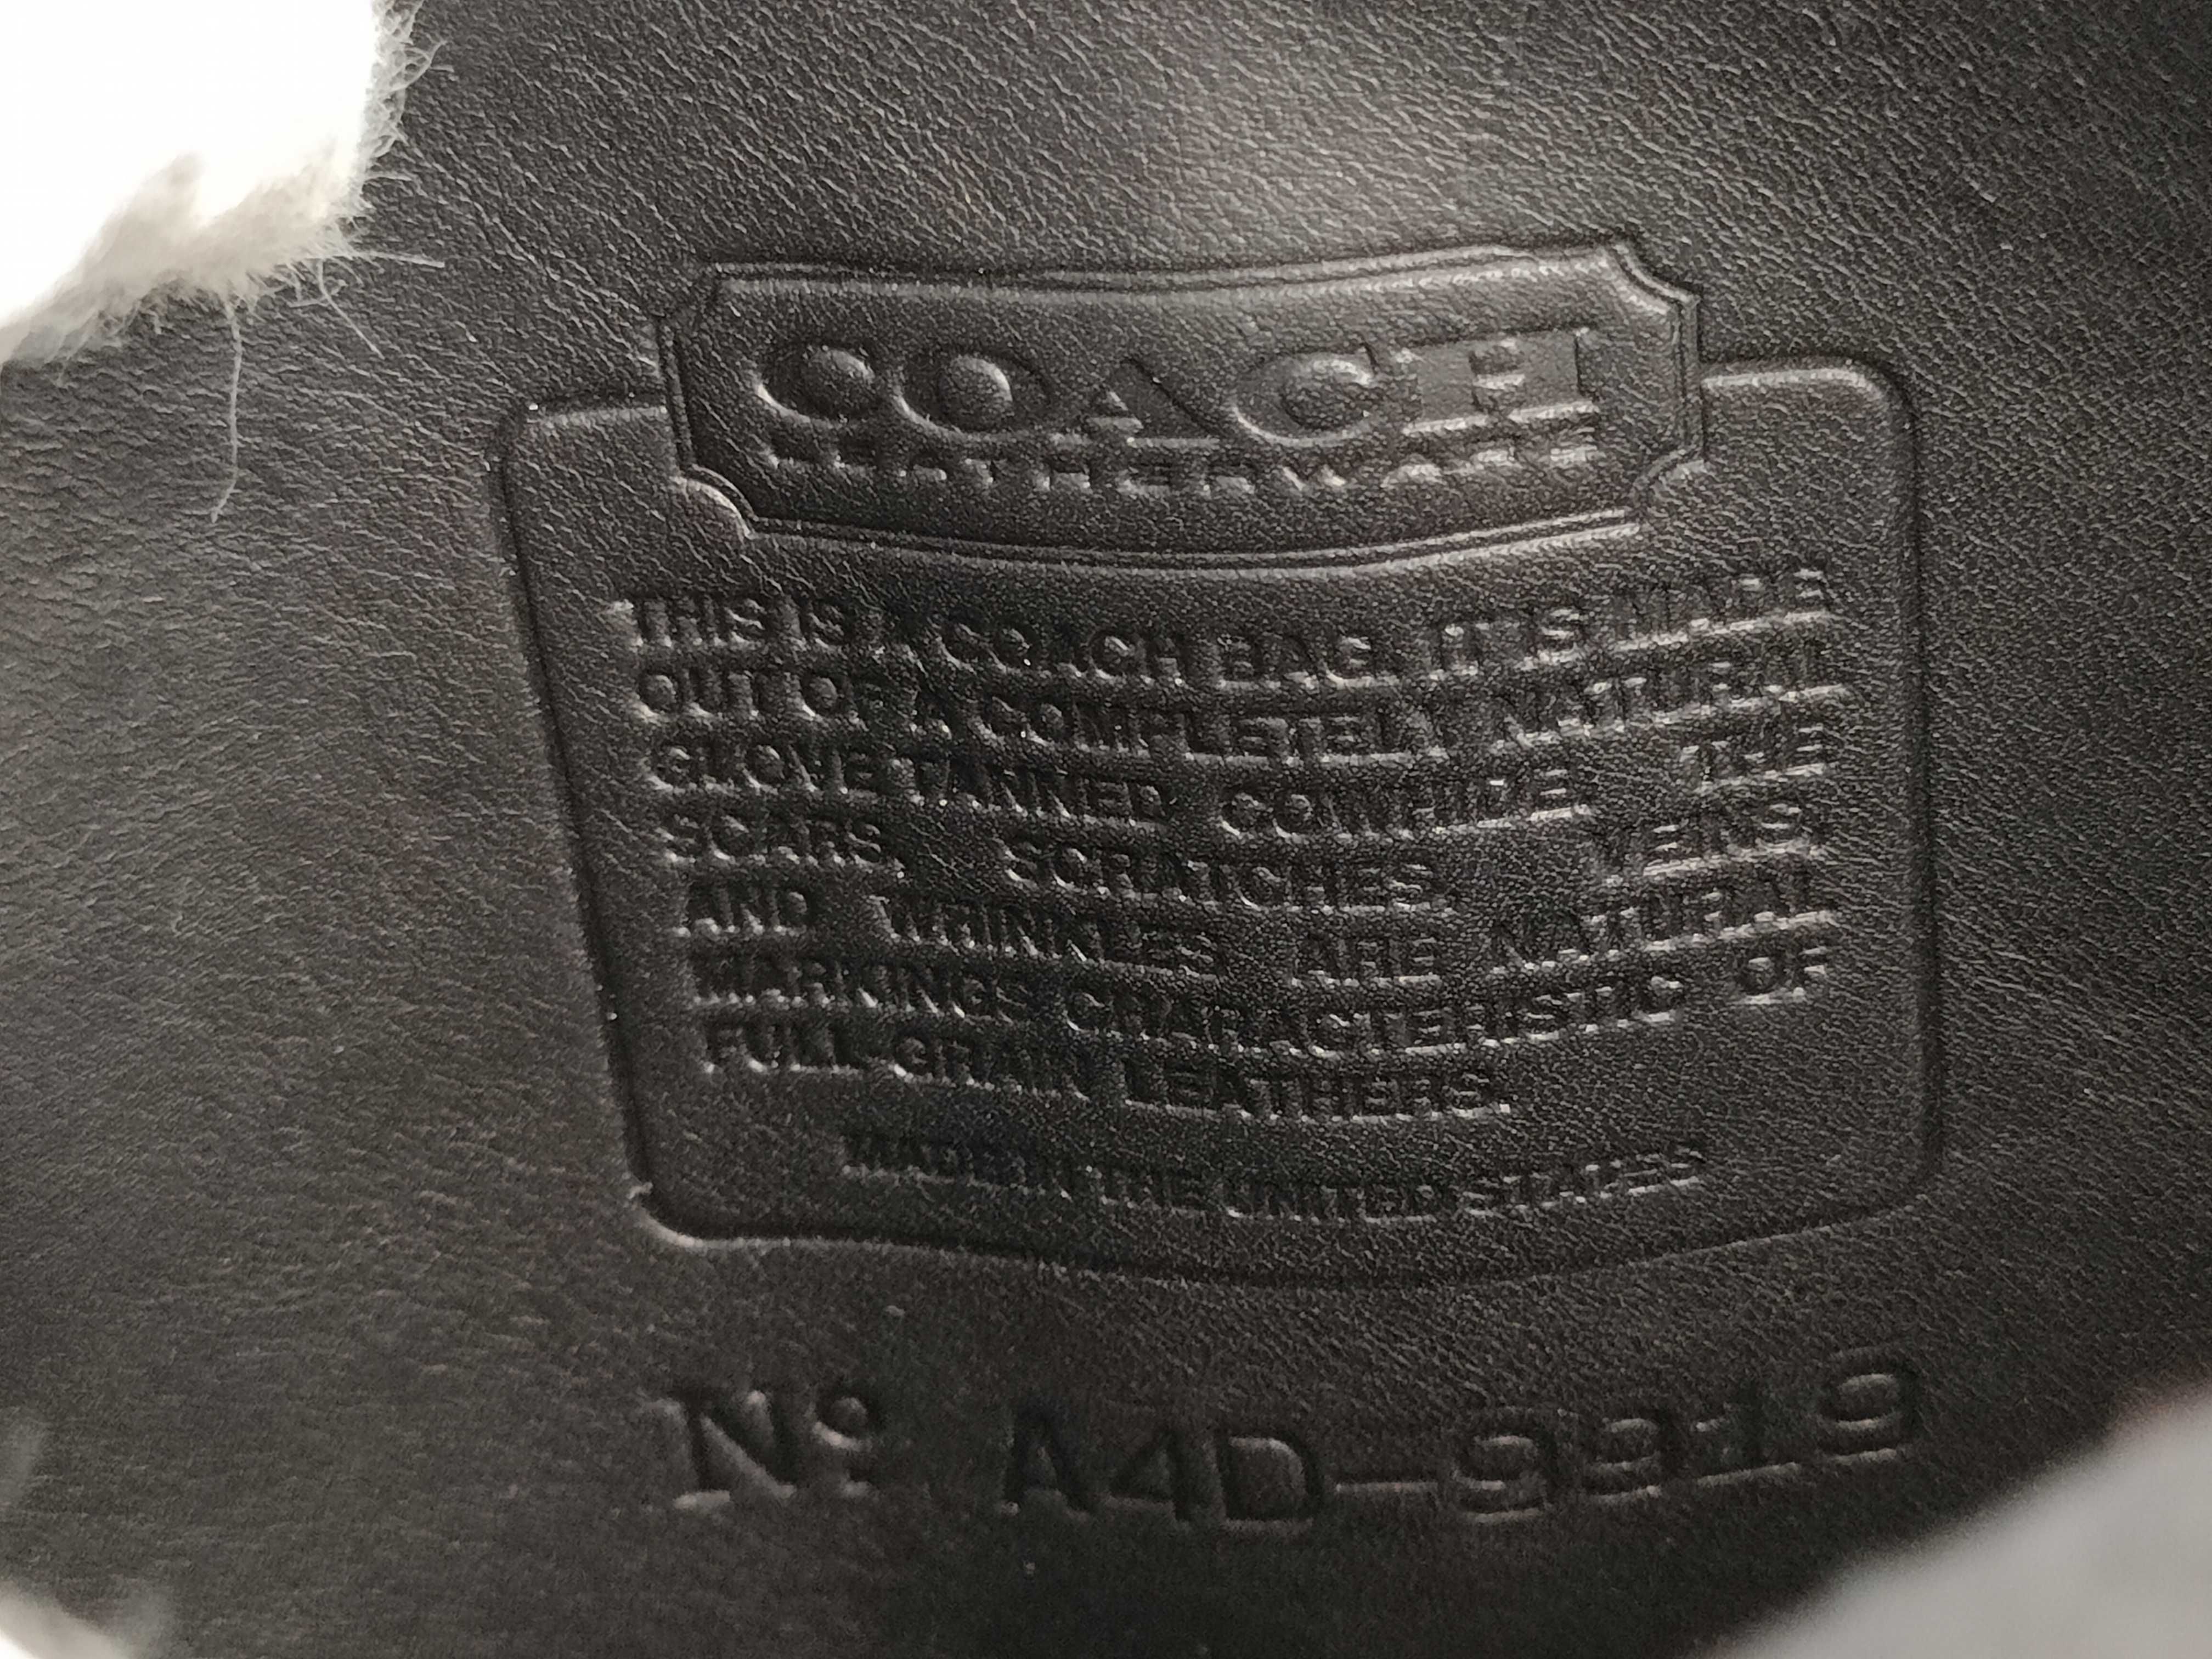 COACH
LEATHERWARE
THIS IS A COACH BAG. IT IS MADE
OUT OF A COMPLETELY NATURAL
GLOVE TANNED COWHIDE. THE
SCARS, SCRATCHES, VEINS,
AND WRINKLES ARE NATURAL
MARKINGS CHARACTERISTIC OF
FULL GRAIN LEATHERS.
MADE IN THE UNITED STATES
Nº A4D-9919